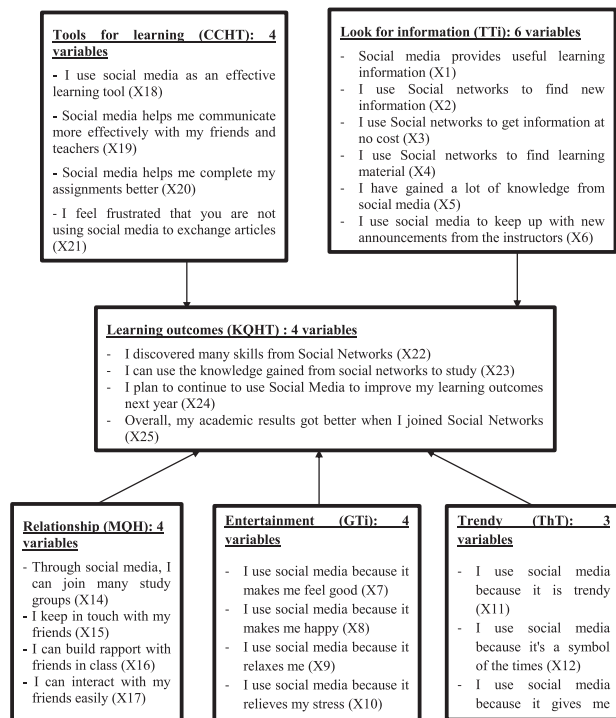 Tools for learning (CCHT): 4
variables
- I use social media as an effective
learning tool (X18)
- Social media helps me communicate
more effectively with my friends and
teachers (X19)
- Social media helps me complete my
assignments better (X20)
- I feel frustrated that you are not
using social media to exchange articles
(X21)
Look for information (TTi): 6 variables
- Social media provides useful learning
information (X1)
- I use Social networks to find new
information (X2)
- I use Social networks to get information at
no cost (X3)
- I use Social networks to find learning
material (X4)
- I have gained a lot of knowledge from
social media (X5)
- I use social media to keep up with new
announcements from the instructors (X6)
Learning outcomes (KQHT) : 4 variables
- I discovered many skills from Social Networks (X22)
- I can use the knowledge gained from social networks to study (X23)
- I plan to continue to use Social Media to improve my learning outcomes
next year (X24)
- Overall, my academic results got better when I joined Social Networks
(X25)
Relationship (MQH): 4
variables
- Through social media, I
can join many study
groups (X14)
- I keep in touch with my
friends (X15)
- I can build rapport with
friends in class (X16)
- I can interact with my
friends easily (X17)
Entertainment (GTi): 4
variables
- I use social media because it
makes me feel good (X7)
- I use social media because it
makes me happy (X8)
- I use social media because it
relaxes me (X9)
- I use social media because it
relieves my stress (X10)
Trendy (ThT): 3
variables
- I use social media
because it is trendy
(X11)
- I use social media
because it's a symbol
of the times (X12)
- I use social media
because it gives me